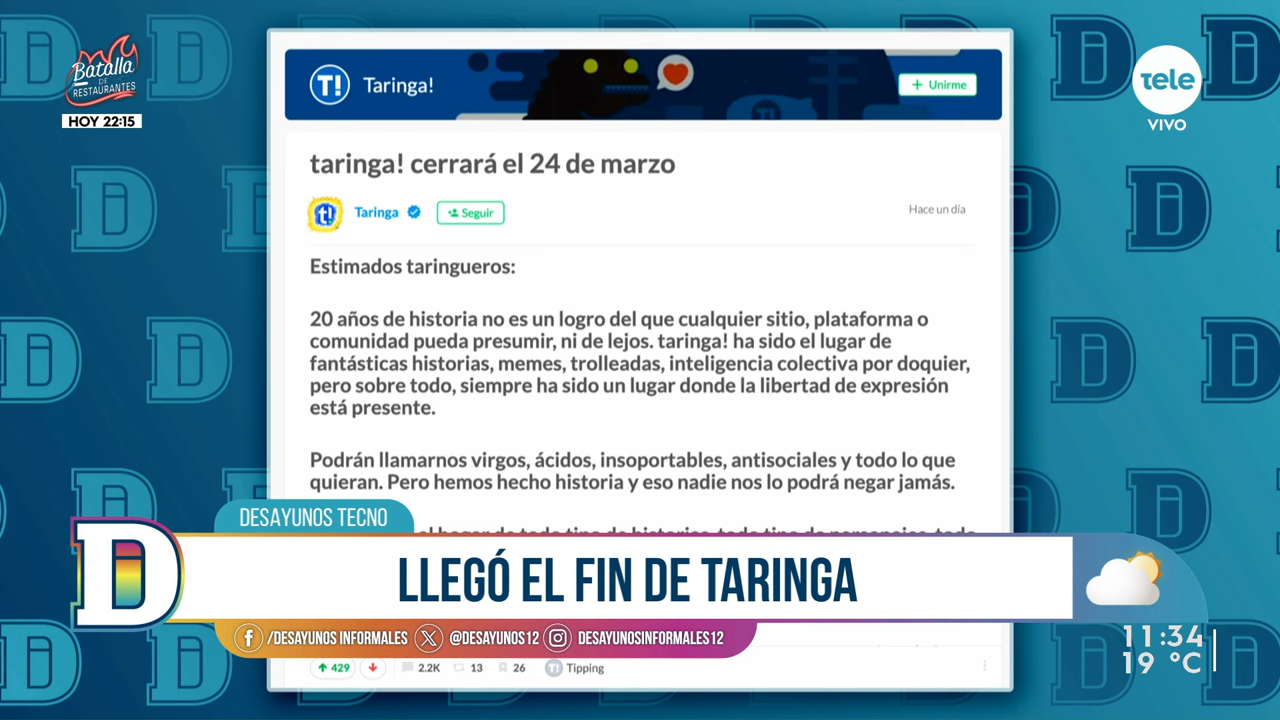 Batalla
DE
RESTAURANTES
HOY 22:15
tele
VIVO
T!
Taringa!
+ Unirme
taringa! cerrará el 24 de marzo
t!
Taringa
Seguir
Hace un día
Estimados taringueros:
20 años de historia no es un logro del que cualquier sitio, plataforma o
comunidad pueda presumir, ni de lejos. taringa! ha sido el lugar de
fantásticas historias, memes, trolleadas, inteligencia colectiva por doquier,
pero sobre todo, siempre ha sido un lugar donde la libertad de expresión
está presente.
Podrán llamarnos virgos, ácidos, insoportables, antisociales y todo lo que
quieran. Pero hemos hecho historia y eso nadie nos lo podrá negar jamás.
DESAYUNOS TECNO
D
LLEGÓ EL FIN DE TARINGA
/DESAYUNOS INFORMALES
@DESAYUNOS12
DESAYUNOSINFORMALES12
11:34
19 °C
429
2.2K
13
26
T!
Tipping